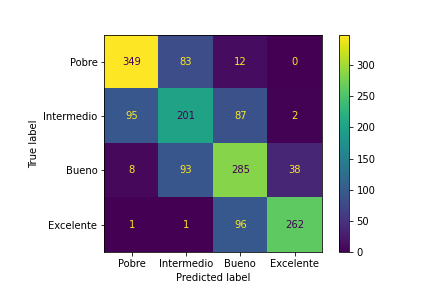 Pobre 349 83 12 0
Intermedio 95 201 87 2
Bueno 8 93 285 38
Excelente 1 1 96 262
Pobre Intermedio Bueno Excelente
Predicted label
True label
300
250
200
150
100
50
0